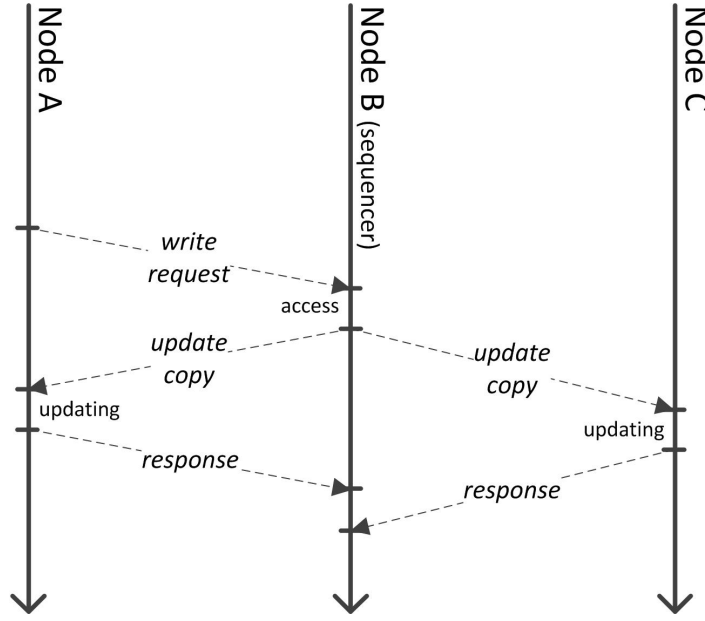 Node A
Node B (sequencer)
Node C
write
request
access
update
copy
update
copy
updating
updating
response
response